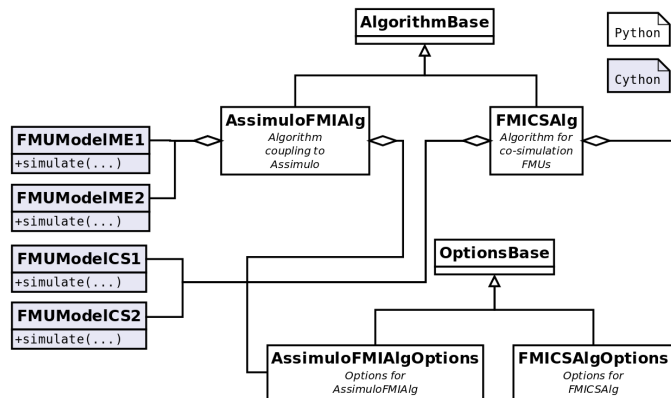 AlgorithmBase
Python
Cython
AssimuloFMIAlg
Algorithm
coupling to
Assimulo
FMICSAlg
Algorithm for
co-simulation
FMUs
FMUModelME1
+simulate(...)
FMUModelME2
+simulate(...)
FMUModelCS1
+simulate(...)
FMUModelCS2
+simulate(...)
OptionsBase
AssimuloFMIAlgOptions
Options for
AssimuloFMIAlg
FMICSAlgOptions
Options for
FMICSAlg